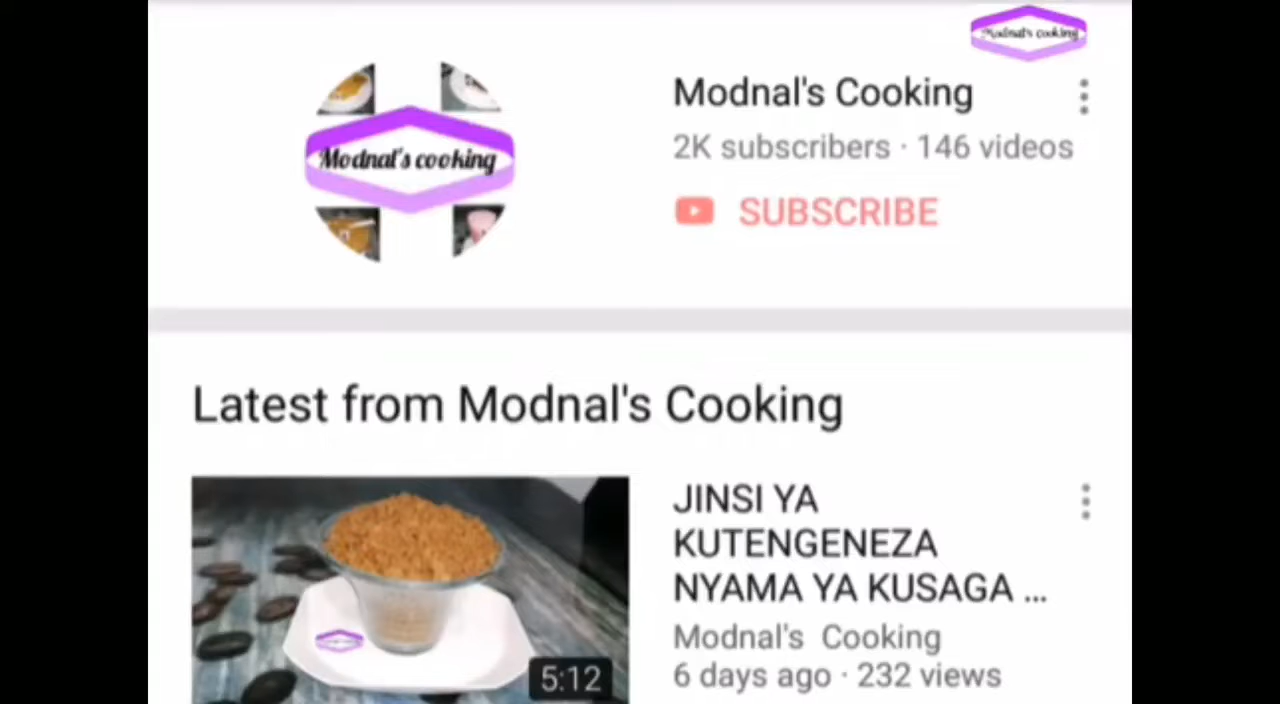 Modnal's cooking
Modnal's Cooking
2K subscribers · 146 videos
Modnal's cooking
SUBSCRIBE
Latest from Modnal's Cooking
JINSI YA
KUTENGENEZA
NYAMA YA KUSAGA ...
Modnal's Cooking
6 days ago · 232 views
5:12